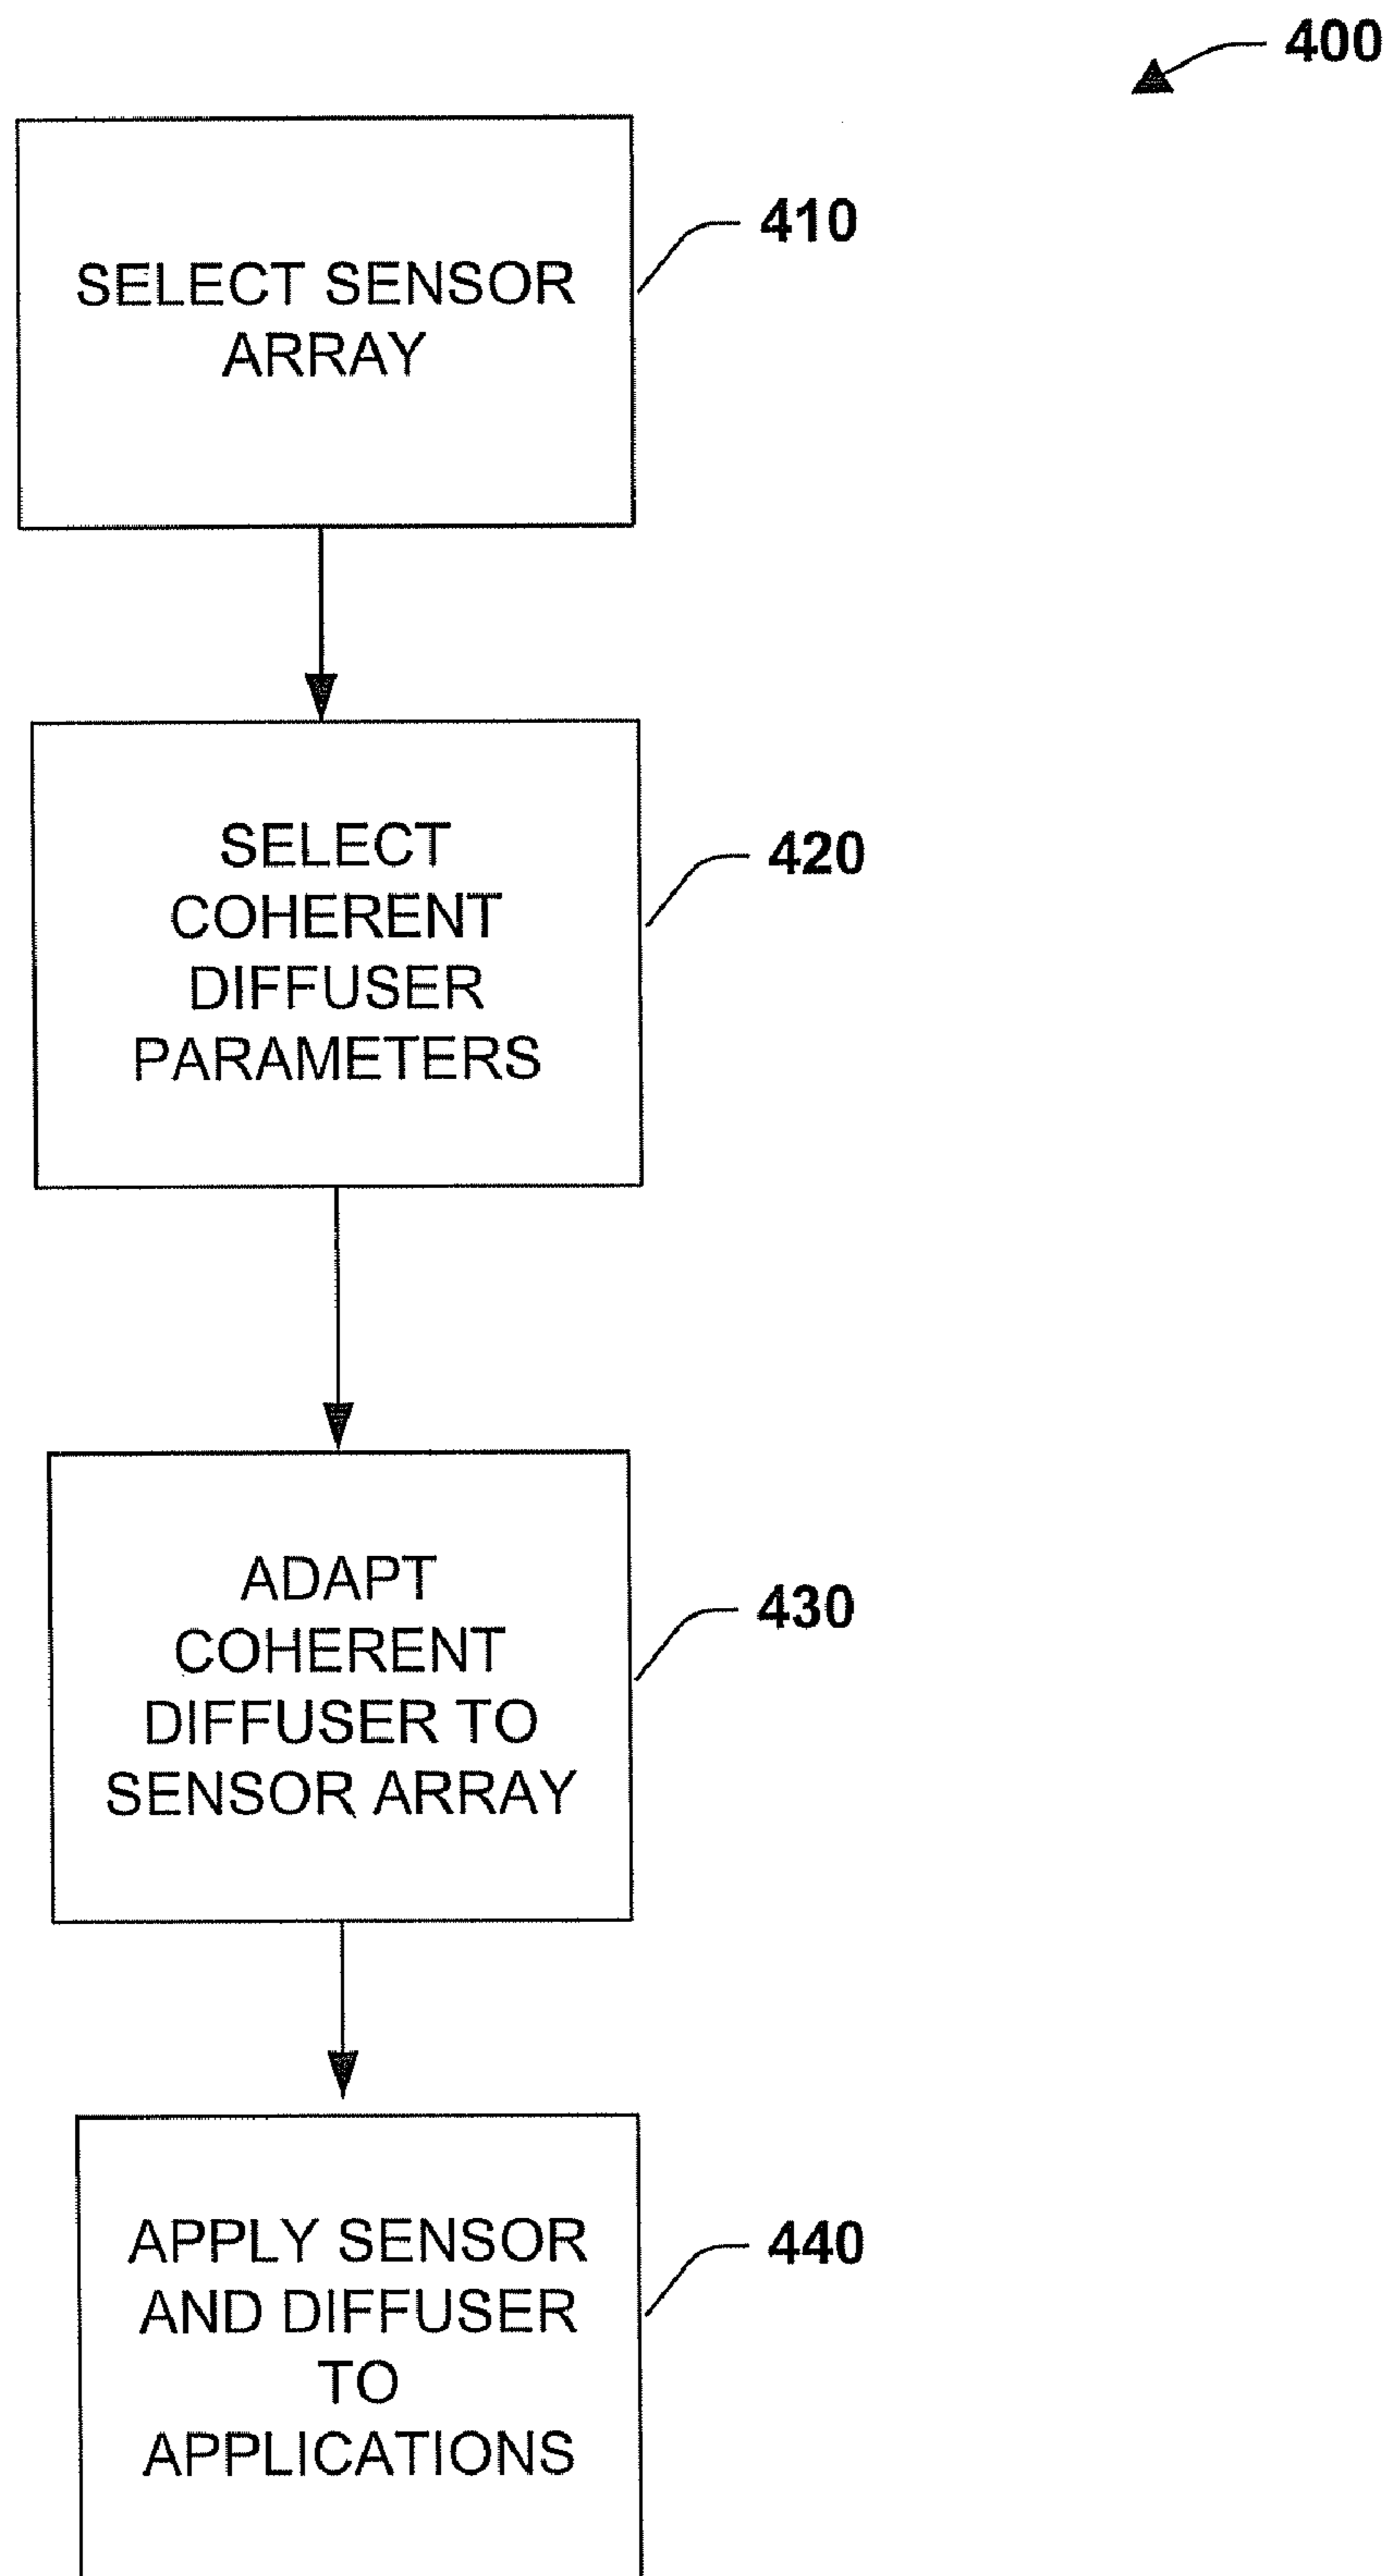 400
410
SELECT SENSOR
ARRAY
420
SELECT
COHERENT
DIFFUSER
PARAMETERS
430
ADAPT
COHERENT
DIFFUSER TO
SENSOR ARRAY
440
APPLY SENSOR
AND DIFFUSER
TO
APPLICATIONS